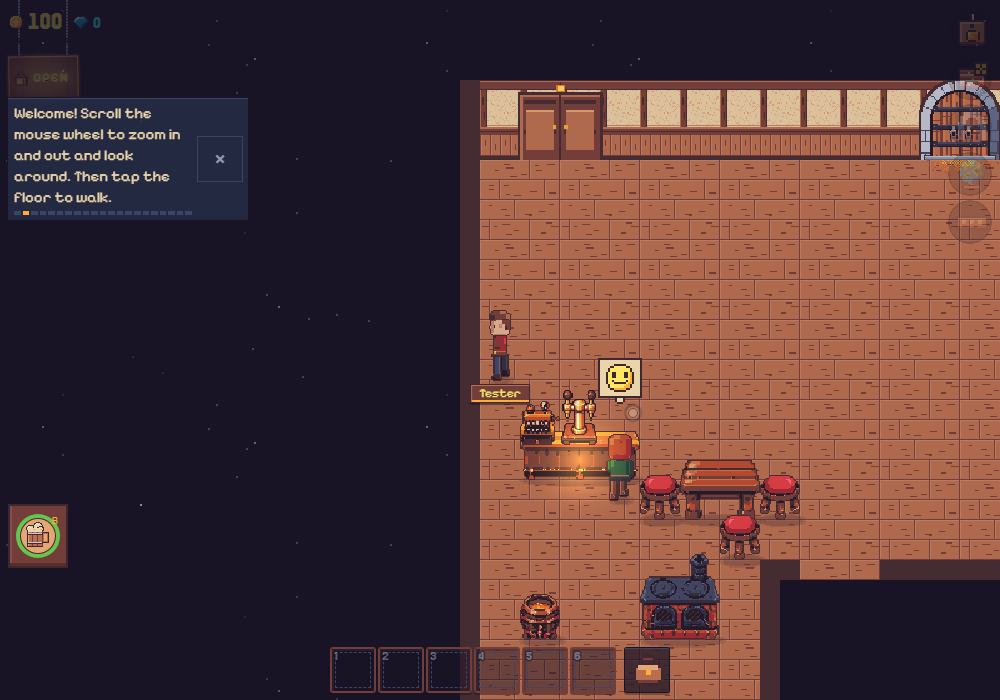 100 0
OPEN
Welcome! Scroll the
mouse wheel to zoom in
and out and look
around. Then tap the
floor to walk.
×
Tester
1 2 3 4 5 6